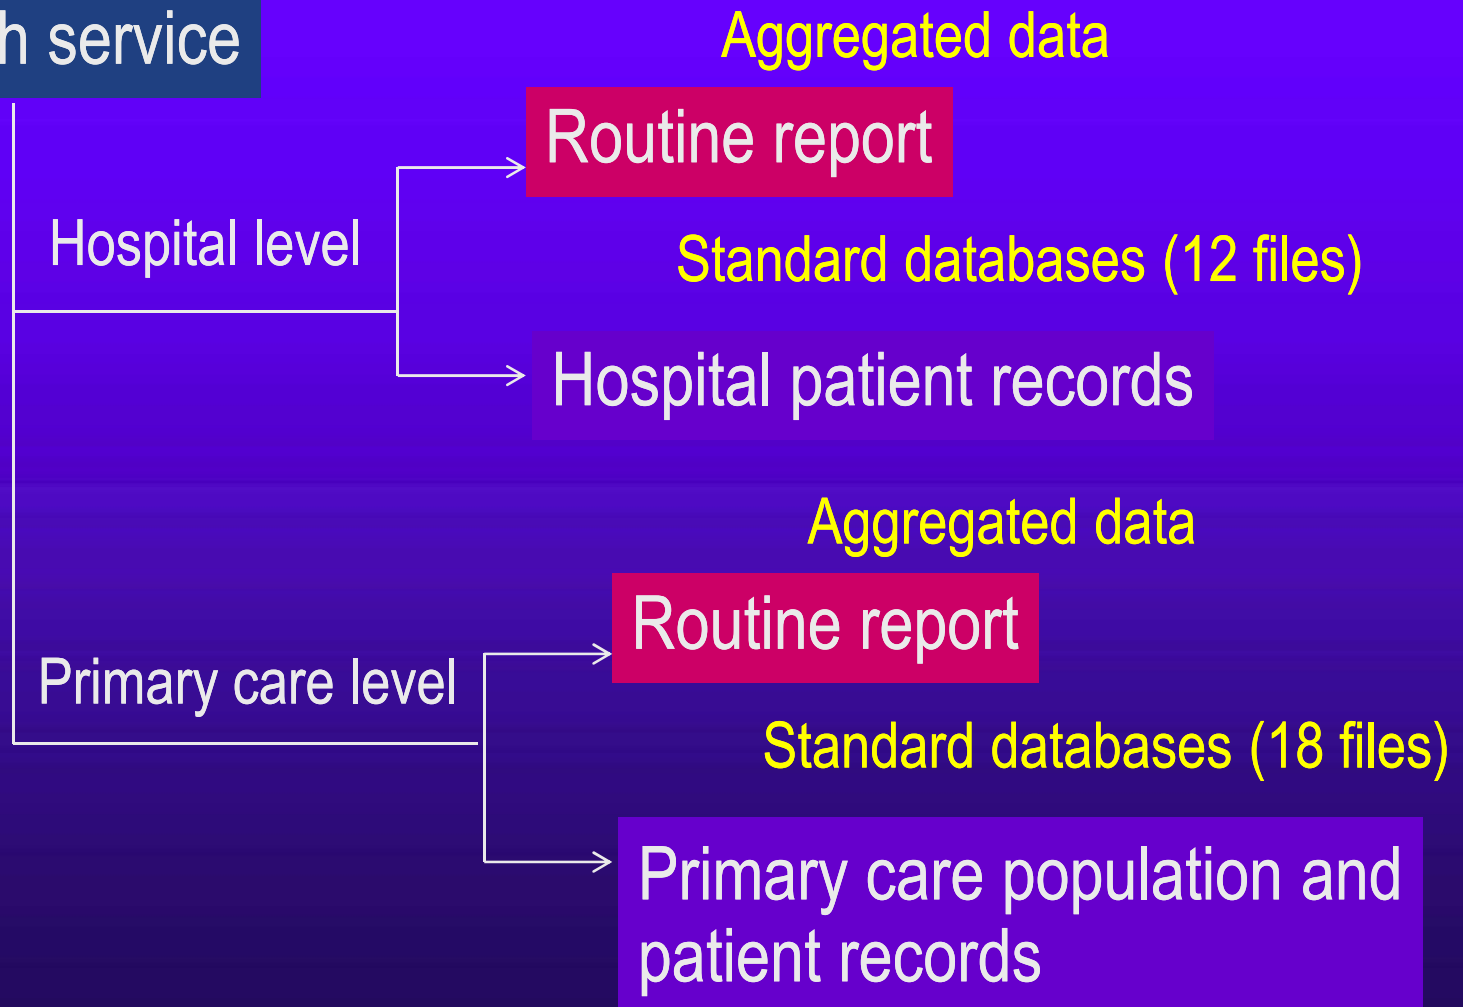 h service
Aggregated data
Routine report
Hospital level
Standard databases (12 files)
Hospital patient records
Aggregated data
Routine report
Primary care level
Standard databases (18 files)
Primary care population and
patient records